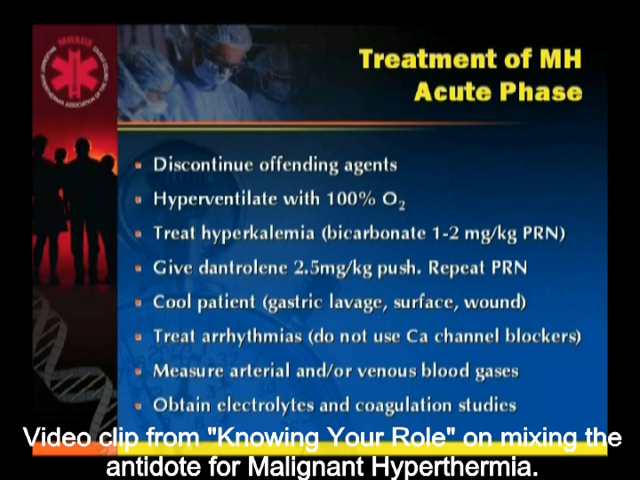 MHAUS
Treatment of MH
Acute Phase
Discontinue offending agents
Hyperventilate with 100% O₂
Treat hyperkalemia (bicarbonate 1-2 mg/kg PRN)
Give dantrolene 2.5mg/kg push. Repeat PRN
Cool patient (gastric lavage, surface, wound)
Treat arrhythmias (do not use Ca channel blockers)
Measure arterial and/or venous blood gases
Obtain electrolytes and coagulation studies
Video clip from "Knowing Your Role" on mixing the
antidote for Malignant Hyperthermia.